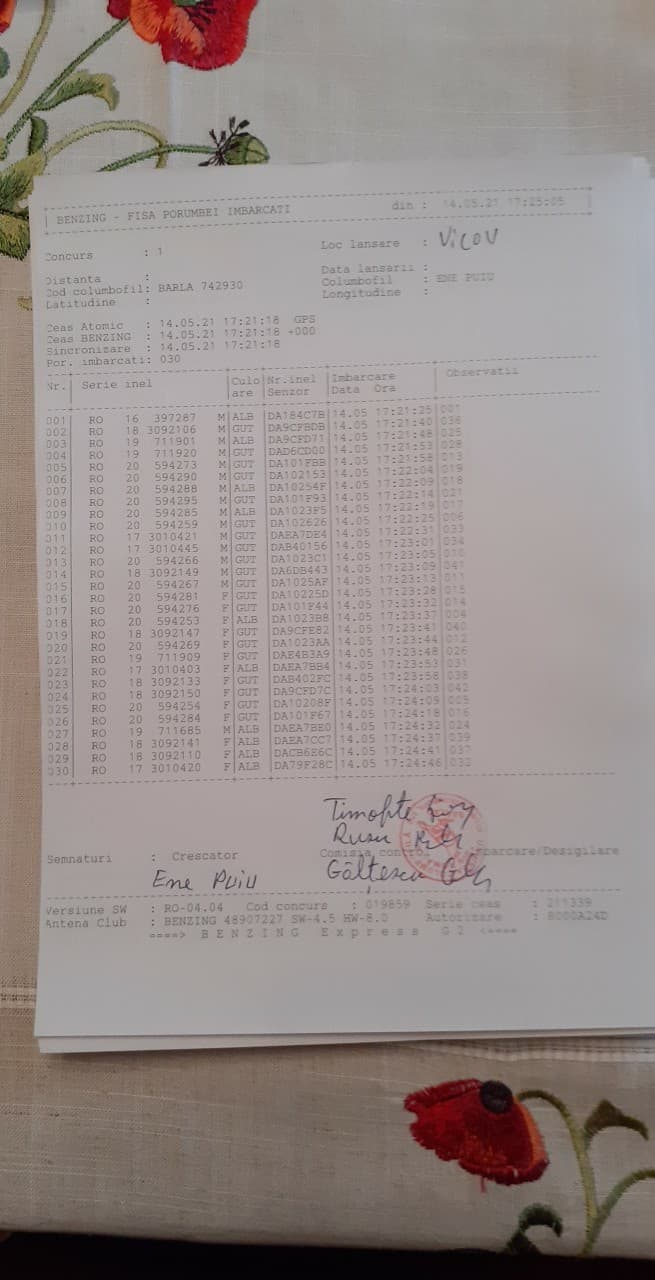 BENZING - FISA PORUMBEI IMBARCATI din : 14.05.21 17:25:05
Concurs : 1 Loc lansare : Vicov
Distanta : Data lansarii :
Cod columbofil: BARLA 742930 Columbofil : ENE PUIU
Latitudine : Longitudine :
Ceas Atomic : 14.05.21 17:21:18 GPS
Ceas BENZING : 14.05.21 17:21:18 +000
Sincronizare : 14.05.21 17:21:18
Por. imbarcati: 030
Nr. Serie inel Culo Nr.inel Imbarcare Observatii
are Senzor Data Ora
001 RO 16 397287 M ALB DA184C7B 14.05 17:21:25 001
002 RO 18 3092106 M GUT DA9CFBDB 14.05 17:21:40 036
003 RO 19 711901 M ALB DA9CFD71 14.05 17:21:48 025
004 RO 19 711920 M GUT DAD6CD00 14.05 17:21:53 028
005 RO 20 594273 M GUT DA101FBB 14.05 17:21:58 013
006 RO 20 594290 M GUT DA102153 14.05 17:22:04 019
007 RO 20 594288 M ALB DA10254F 14.05 17:22:09 018
008 RO 20 594295 M GUT DA101F93 14.05 17:22:14 021
009 RO 20 594285 M ALB DA1023F5 14.05 17:22:19 017
010 RO 20 594259 M GUT DA102626 14.05 17:22:25 006
011 RO 17 3010421 M GUT DAEA7DE4 14.05 17:22:31 033
012 RO 17 3010445 M GUT DAB40156 14.05 17:23:01 034
013 RO 20 594266 M GUT DA1023C1 14.05 17:23:05 010
014 RO 18 3092149 M GUT DA6DB443 14.05 17:23:09 041
015 RO 20 594267 M GUT DA1025AF 14.05 17:23:13 011
016 RO 20 594281 F GUT DA10225D 14.05 17:23:28 015
017 RO 20 594276 F GUT DA101F44 14.05 17:23:32 014
018 RO 20 594253 F ALB DA1023B8 14.05 17:23:37 004
019 RO 18 3092147 F GUT DA9CFE82 14.05 17:23:41 040
020 RO 20 594269 F GUT DA1023AA 14.05 17:23:44 012
021 RO 19 711909 F GUT DAE4B3A9 14.05 17:23:48 026
022 RO 17 3010403 F ALB DAEA7BB4 14.05 17:23:53 031
023 RO 18 3092133 F GUT DAB402FC 14.05 17:23:58 038
024 RO 18 3092150 F GUT DA9CFD7C 14.05 17:24:03 042
025 RO 20 594254 F GUT DA10208F 14.05 17:24:09 005
026 RO 20 594284 F GUT DA101F67 14.05 17:24:18 016
027 RO 19 711685 M ALB DAEA7BE0 14.05 17:24:32 024
028 RO 18 3092141 F ALB DAEA7CC7 14.05 17:24:37 039
029 RO 18 3092110 F ALB DACB6E6C 14.05 17:24:41 037
030 RO 17 3010420 F ALB DA79F28C 14.05 17:24:46 032
Timofte
Rusu
Semnaturi : Crescator Comisia control Imbarcare/Desigilare
Ene Puiu Gâltescu
Versiune SW : RO-04.04 Cod concurs : 019859 Serie ceas : 211339
Antena Club : BENZING 48907227 SW-4.5 HW-8.0 Autorizare : 8000A24D
====> B E N Z I N G E x p r e s s G 2 <====